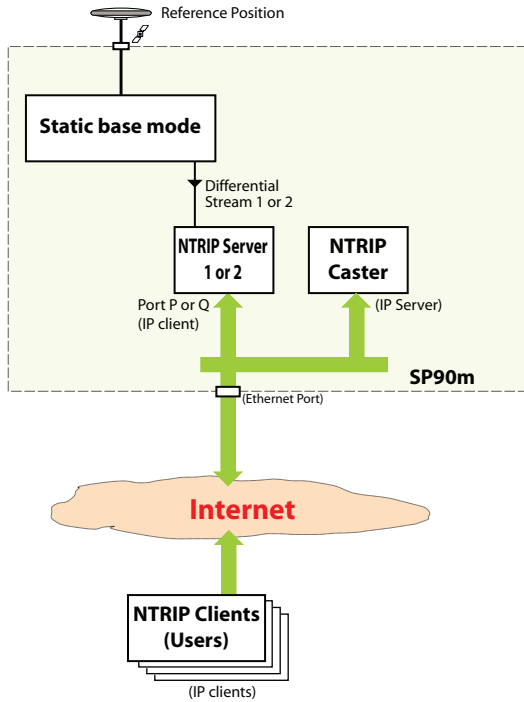 Reference Position
Static base mode
Differential
Stream 1 or 2
NTRIP Server
1 or 2
NTRIP
Caster
Port P or Q
(IP client)
(IP Server)
SP90m
(Ethernet Port)
Internet
NTRIP Clients
(Users)
(IP clients)